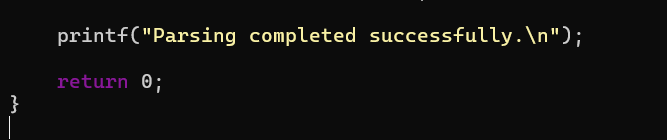 printf("Parsing completed successfully.\n");
return 0;
}